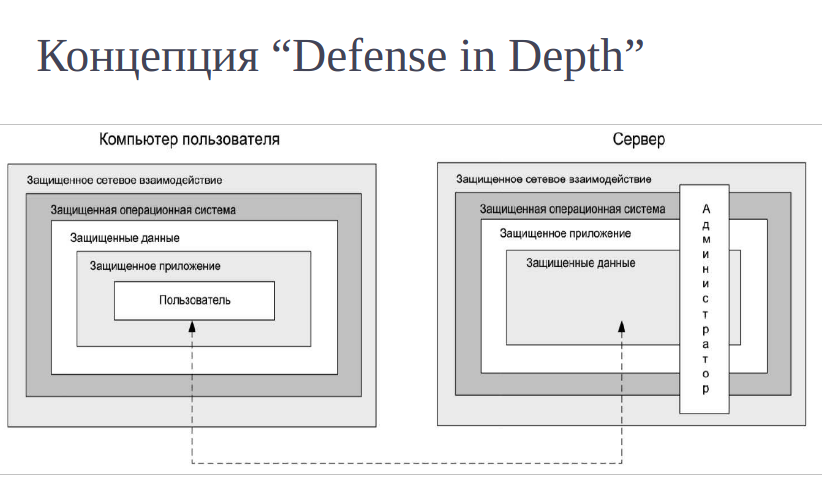 Концепция “Defense in Depth”
Компьютер пользователя
Защищенное сетевое взаимодействие
Защищенная операционная система
Защищенные данные
Защищенное приложение
Пользователь
Сервер
Защищенное сетевое взаимодействие
Защищенная операционная система
Защищенное приложение
Защищенные данные
Администратор